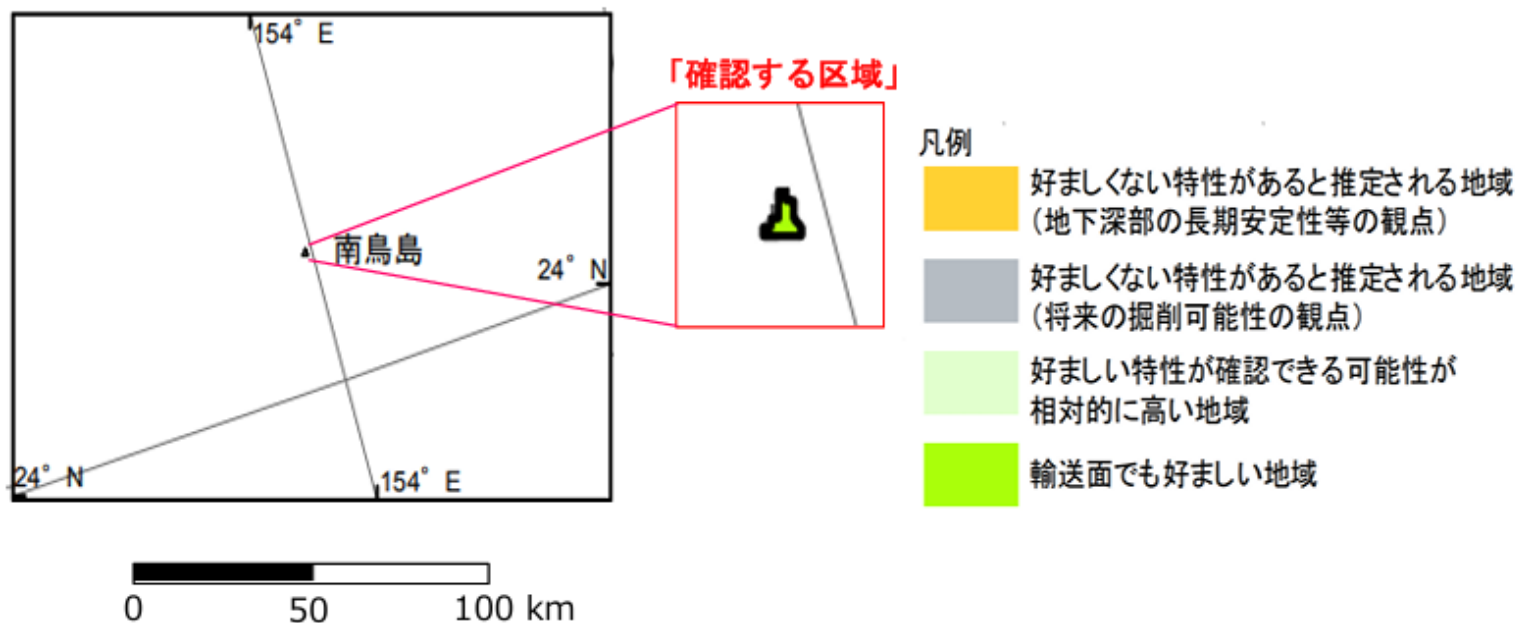 154° E
「確認する区域」
南鳥島
24° N
24° N
154° E
0 50 100 km
凡例
好ましくない特性があると推定される地域
（地下深部の長期安定性等の観点）
好ましくない特性があると推定される地域
（将来の掘削可能性の観点）
好ましい特性が確認できる可能性が
相対的に高い地域
輸送面でも好ましい地域